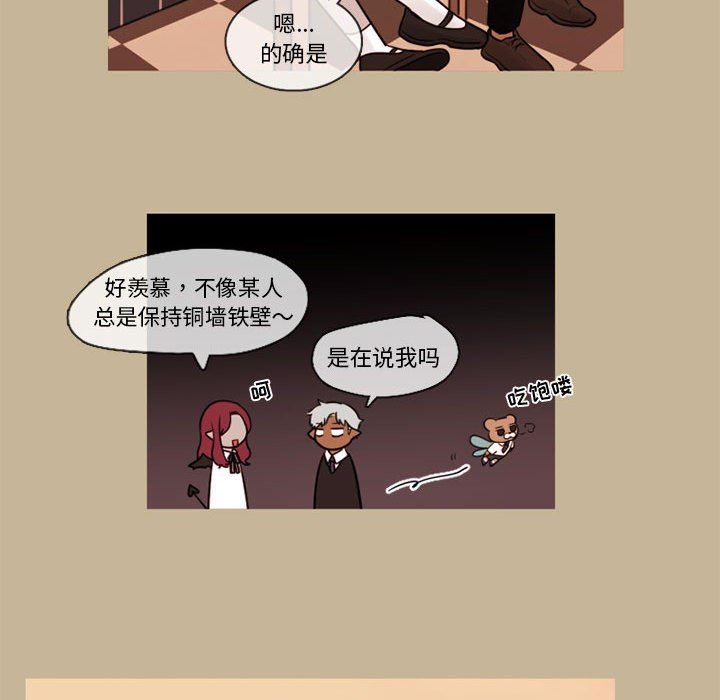 嗯...
的确是
好羡慕，不像某人
总是保持铜墙铁壁～
是在说我吗
呵
吃饱喽